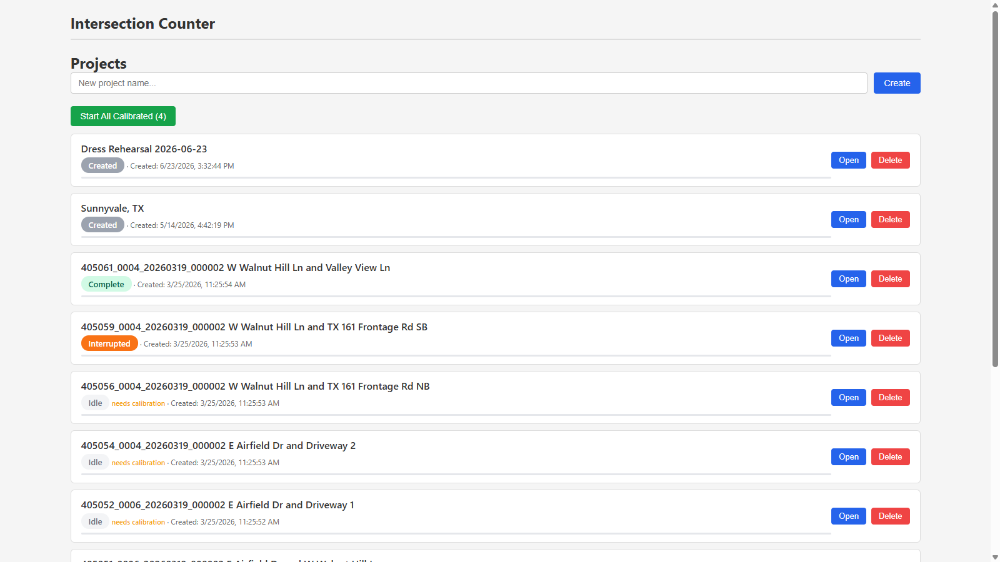 Intersection Counter
Projects
New project name...
Create
Start All Calibrated (4)
Dress Rehearsal 2026-06-23
Created · Created: 6/23/2026, 3:32:44 PM
Open
Delete
Sunnyvale, TX
Created · Created: 5/14/2026, 4:42:19 PM
Open
Delete
405061_0004_20260319_000002 W Walnut Hill Ln and Valley View Ln
Complete · Created: 3/25/2026, 11:25:54 AM
Open
Delete
405059_0004_20260319_000002 W Walnut Hill Ln and TX 161 Frontage Rd SB
Interrupted · Created: 3/25/2026, 11:25:53 AM
Open
Delete
405056_0004_20260319_000002 W Walnut Hill Ln and TX 161 Frontage Rd NB
Idle needs calibration · Created: 3/25/2026, 11:25:53 AM
Open
Delete
405054_0004_20260319_000002 E Airfield Dr and Driveway 2
Idle needs calibration · Created: 3/25/2026, 11:25:53 AM
Open
Delete
405052_0006_20260319_000002 E Airfield Dr and Driveway 1
Idle needs calibration · Created: 3/25/2026, 11:25:52 AM
Open
Delete